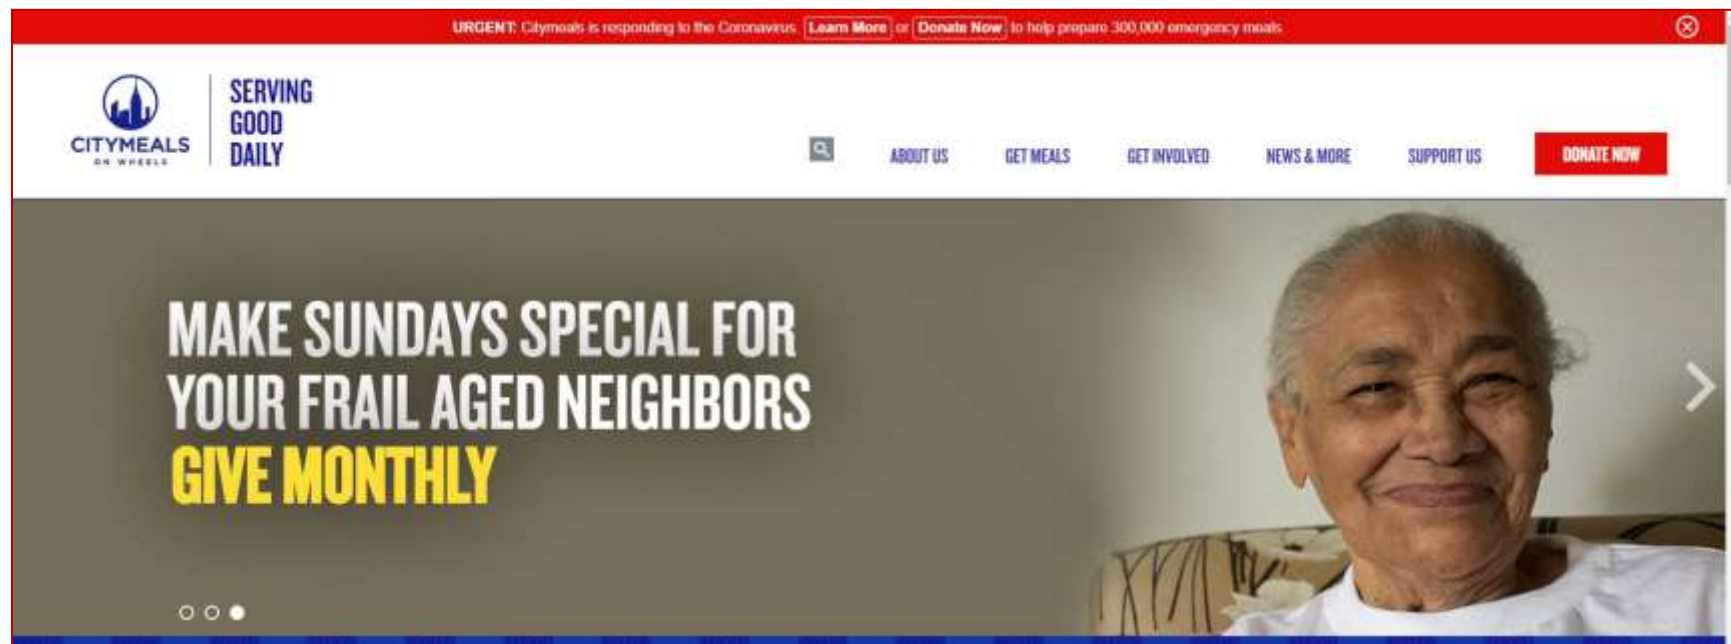 URGENT: Citymeals is responding to the Coronavirus. Learn More or Donate Now to help prepare 300,000 emergency meals
CITYMEALS
ON WHEELS
SERVING
GOOD
DAILY
ABOUT US GET MEALS GET INVOLVED NEWS & MORE SUPPORT US DONATE NOW
MAKE SUNDAYS SPECIAL FOR
YOUR FRAIL AGED NEIGHBORS
GIVE MONTHLY